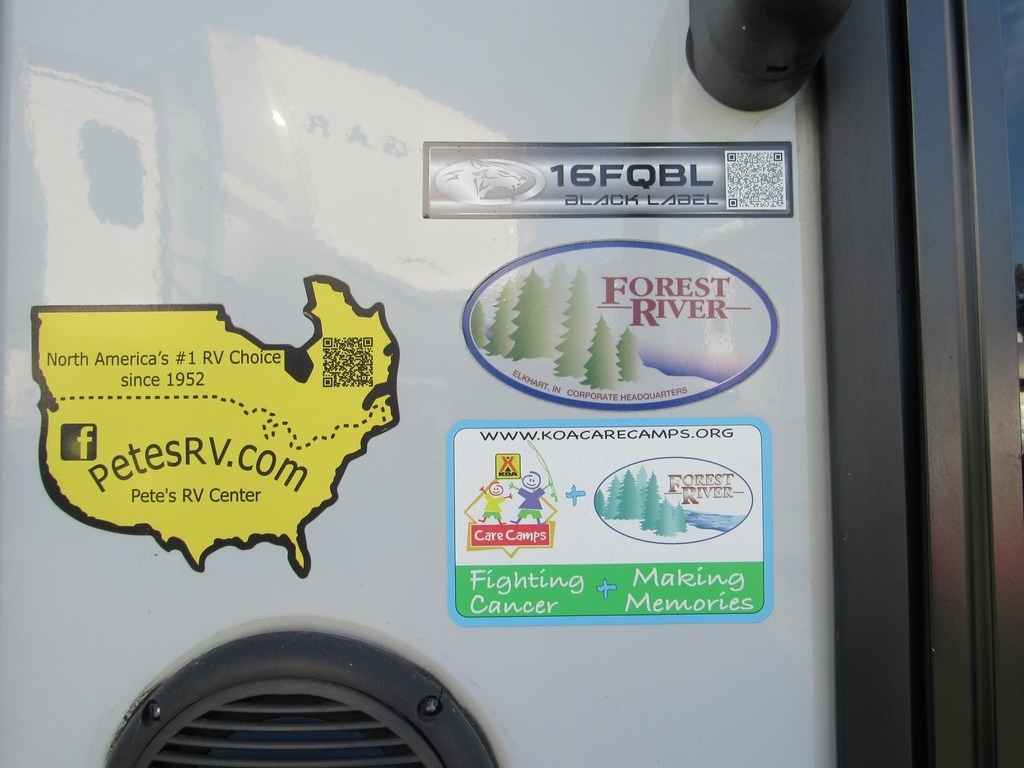 16FQBL
BLACK LABEL
FOREST
RIVER
ELKHART, IN CORPORATE HEADQUARTERS
North America's #1 RV Choice
since 1952
f
PetesRV.com
Pete's RV Center
WWW.KOACARECAMPS.ORG
KOA
Care Camps
+
FOREST
RIVER
Fighting + Making
Cancer Memories